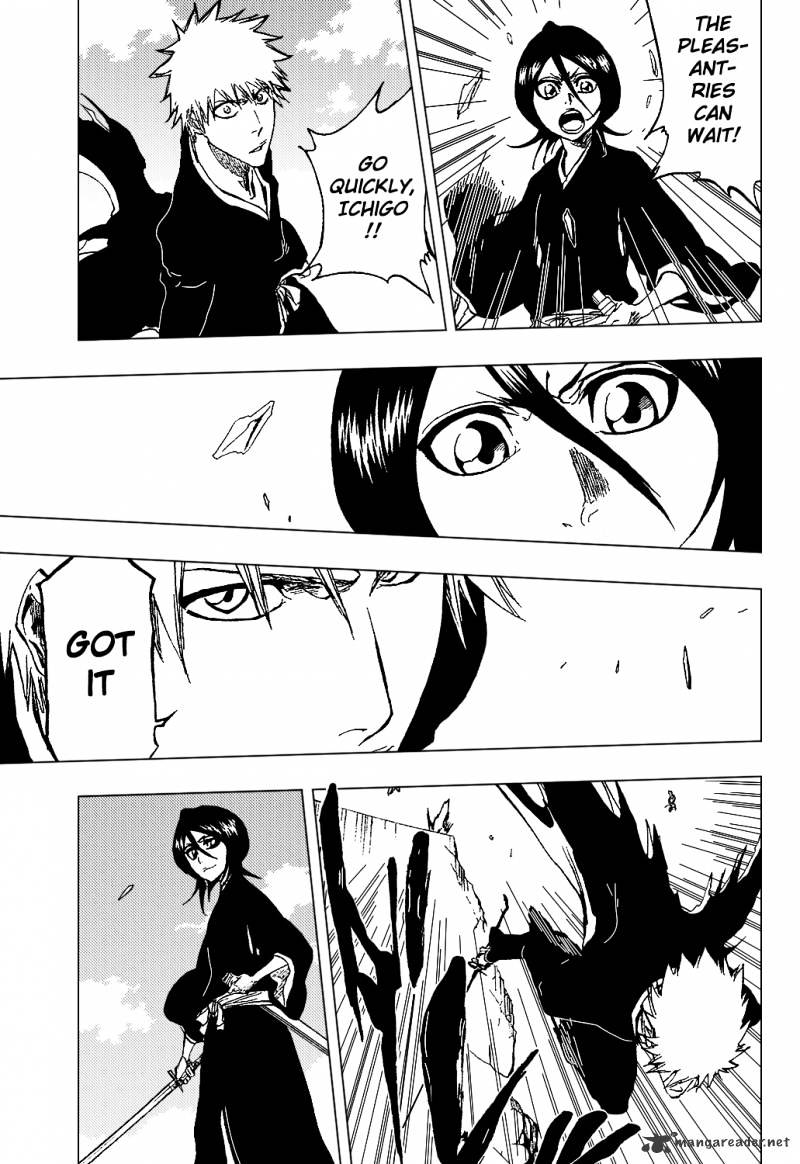 THE
PLEAS-
ANT-
RIES
CAN
WAIT!
GO
QUICKLY,
ICHIGO
!!
GOT
IT
mangareader.net